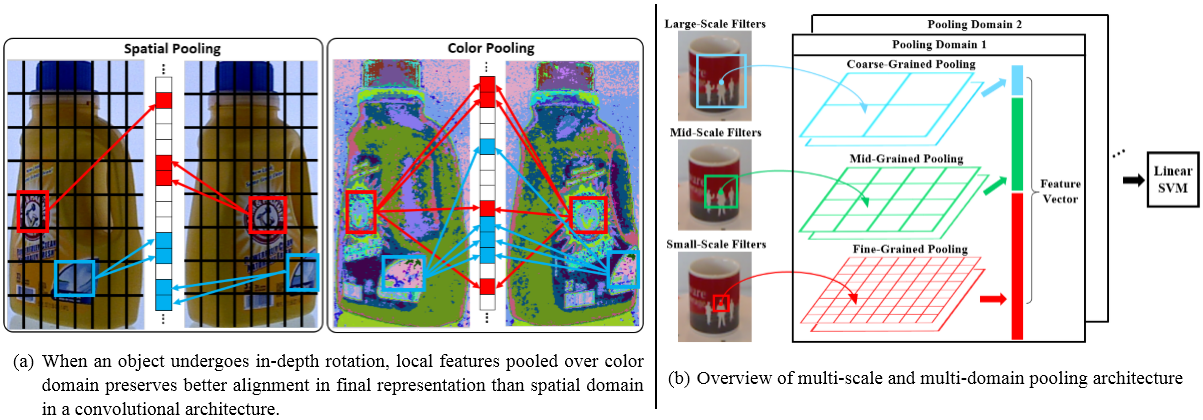 Spatial Pooling
Color Pooling
(a) When an object undergoes in-depth rotation, local features pooled over color
domain preserves better alignment in final representation than spatial domain
in a convolutional architecture.
Large-Scale Filters
Mid-Scale Filters
Small-Scale Filters
Pooling Domain 2
Pooling Domain 1
Coarse-Grained Pooling
Mid-Grained Pooling
Fine-Grained Pooling
Feature
Vector
Linear
SVM
(b) Overview of multi-scale and multi-domain pooling architecture